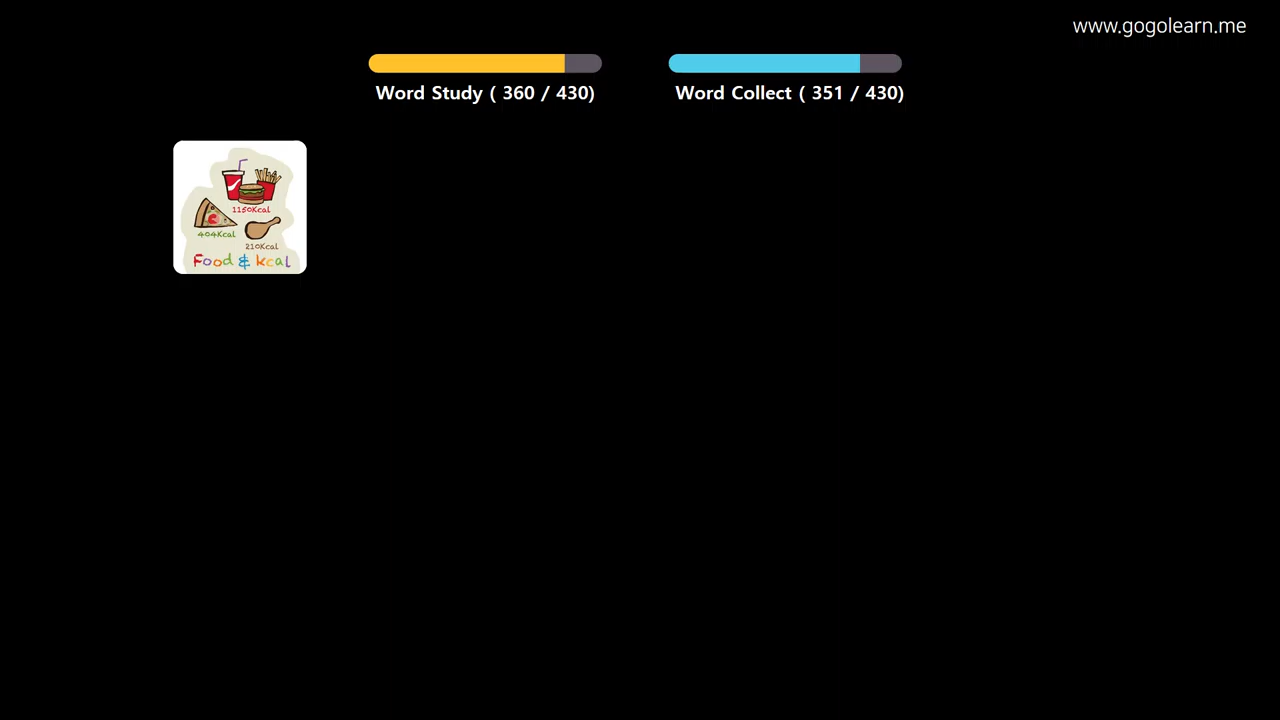 www.gogolearn.me
Word Study ( 360 / 430)
Word Collect ( 351 / 430)
1150Kcal
404Kcal
210Kcal
Food & kcal